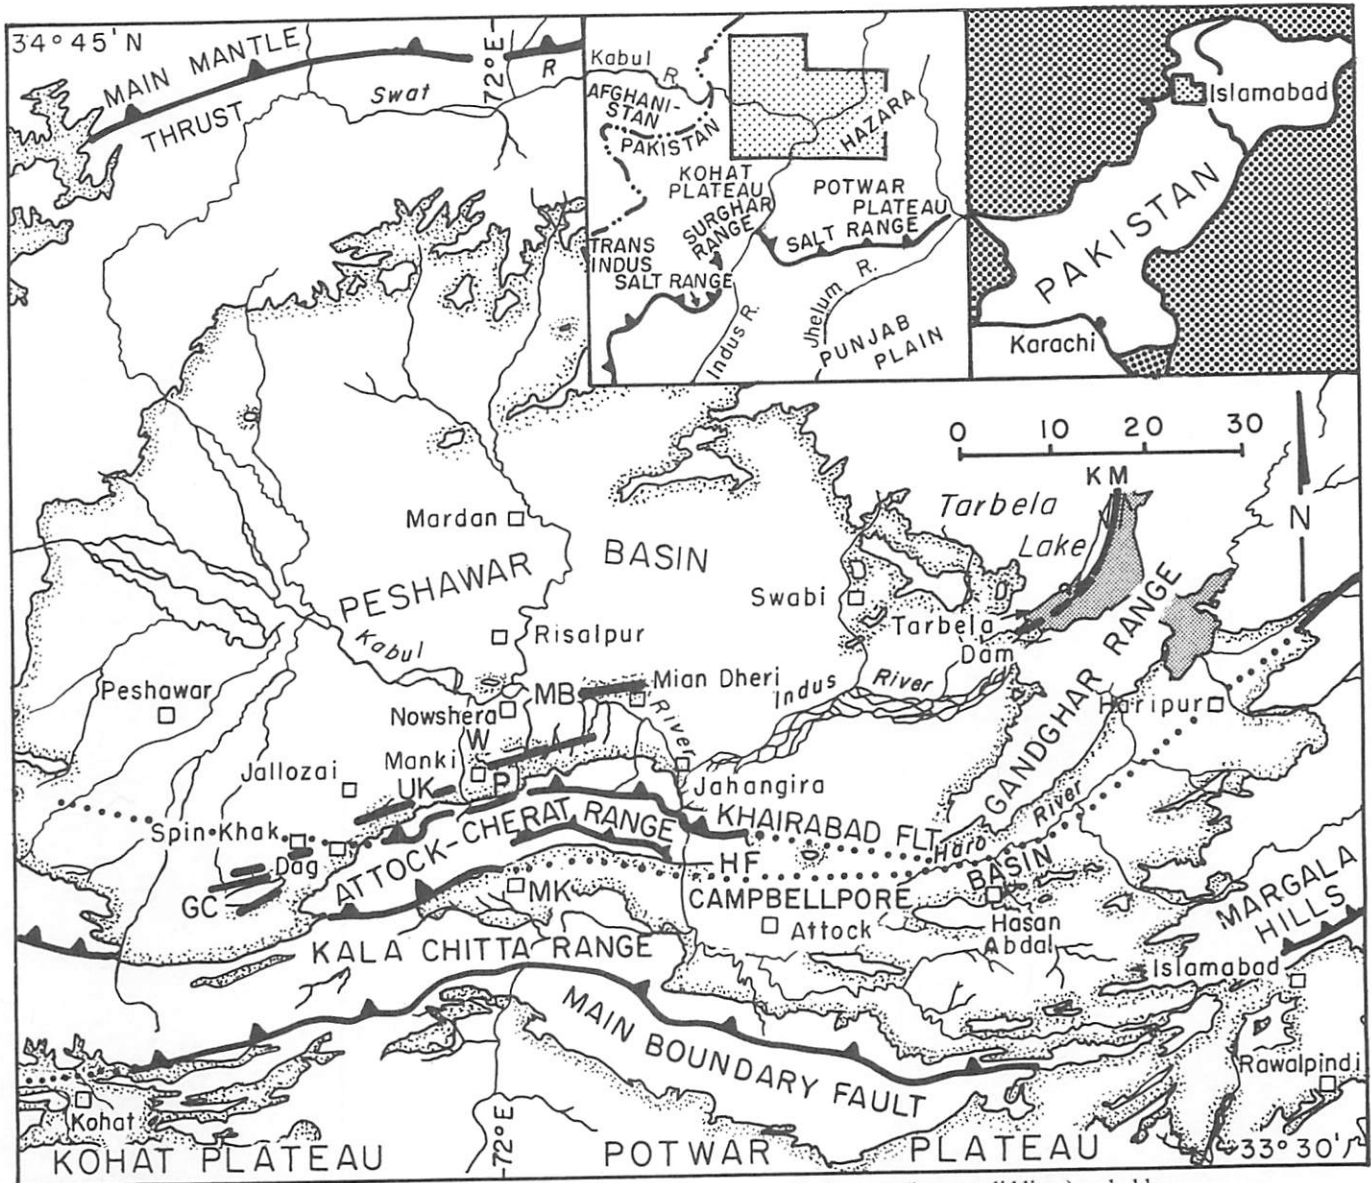 34°45' N
MAIN MANTLE
THRUST
Swat
R
72°E
Kabul
R.
AFGHANI-
STAN
PAKISTAN
HAZARA
KOHAT
PLATEAU
POTWAR
PLATEAU
SURGHAR
RANGE
SALT RANGE
TRANS
INDUS
SALT RANGE
Indus R.
Jhelum R.
PUNJAB
PLAIN
Islamabad
PAKISTAN
Karachi
0 10 20 30
KM
N
Tarbela
Lake
Mardan
PESHAWAR BASIN
Swabi
Tarbela
Dam
Kabul
River
Risalpur
Peshawar
MB
Mian Dheri
Indus River
Nowshera
W
Manki
UK
P
Jallozai
Jahangira
GANDGHAR RANGE
Haripur
Haro River
Spin Khak
Dag
GC
ATTOCK-CHERAT RANGE
KHAIRABAD FLT.
HF
MK
CAMPBELLPORE BASIN
Attock
Hasan
Abdal
MARGALA
HILLS
KALA CHITTA RANGE
Islamabad
MAIN BOUNDARY FAULT
Rawalpindi
Kohat
72°E
33°30'
KOHAT PLATEAU
POTWAR PLATEAU